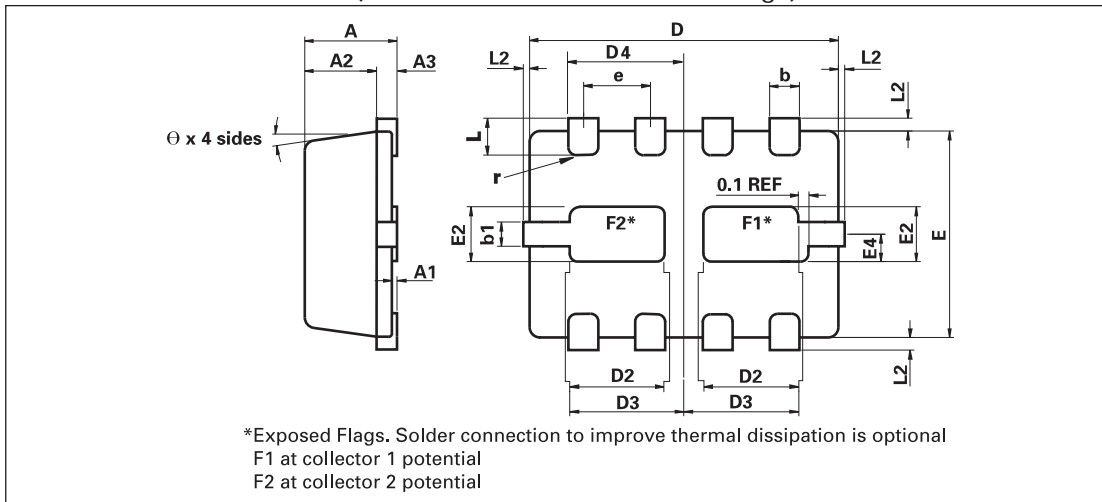 A
A2
A3
Θ x 4 sides
A1
D
L2
D4
L2
e
b
L2
L
r
0.1 REF
E2
b1
F2*
F1*
E4
E2
E
D2
D2
L2
D3
D3
*Exposed Flags. Solder connection to improve thermal dissipation is optional
F1 at collector 1 potential
F2 at collector 2 potential